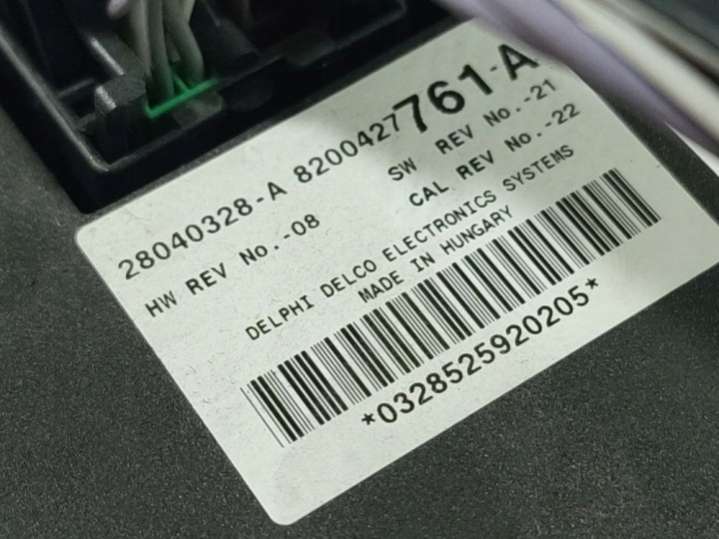 28040328-A 8200427761-A
HW REV No.-08 SW REV No.-21
CAL REV No.-22
DELPHI DELCO ELECTRONICS SYSTEMS
MADE IN HUNGARY
*0328525920205*